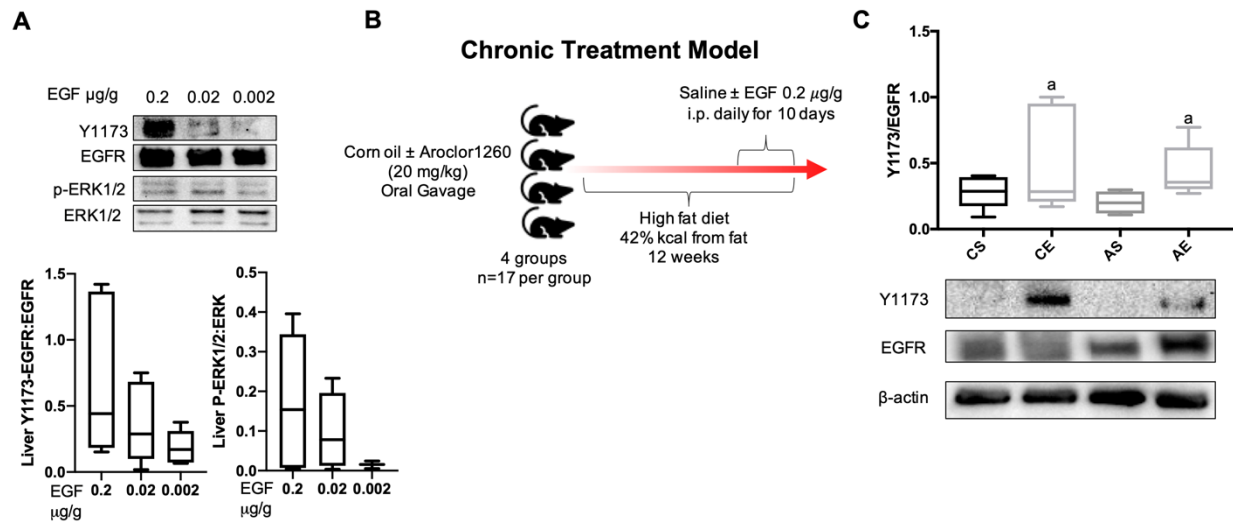 A
EGF µg/g
0.2 0.02 0.002
Y1173
EGFR
p-ERK1/2
ERK1/2
Liver Y1173-EGFR:EGFR
1.5
1.0
0.5
0.0
EGF 0.2 0.02 0.002
µg/g
Liver P-ERK1/2:ERK
0.5
0.4
0.3
0.2
0.1
0.0
EGF 0.2 0.02 0.002
µg/g
B
Chronic Treatment Model
Saline ± EGF 0.2 µg/g
i.p. daily for 10 days
Corn oil ± Aroclor1260
(20 mg/kg)
Oral Gavage
4 groups
n=17 per group
High fat diet
42% kcal from fat
12 weeks
C
Y1173/EGFR
1.5
1.0
0.5
0.0
a
a
CS CE AS AE
Y1173
EGFR
β-actin